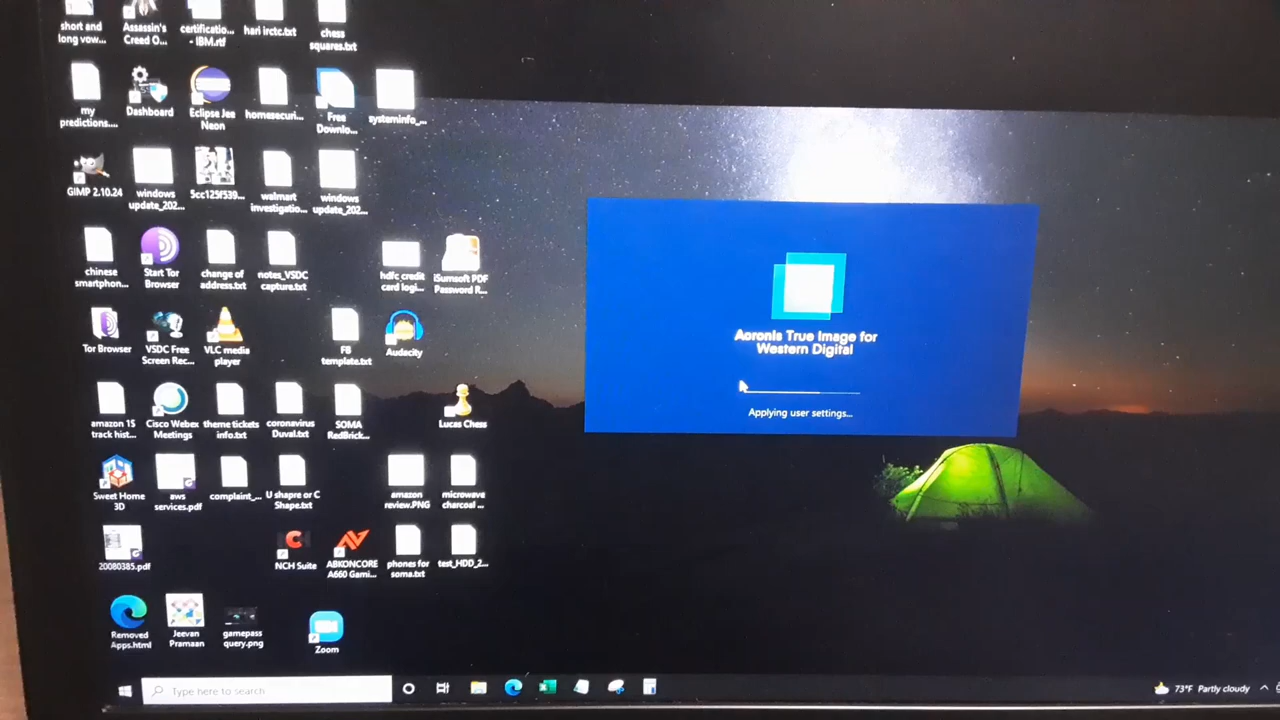 short and
long vow...
Assassin's
Creed O...
certificatio...
- IBM.rtf
hari irctc.txt
chess
squares.txt
my
predictions....
Dashboard
Eclipse Jee
Neon
homesecuri...
Free
Downlo...
systeminfo_...
GIMP 2.10.24
windows
update_202...
5cc125f539...
walmart
investigatio...
windows
update_202...
chinese
smartphon...
Start Tor
Browser
change of
address.txt
notes_VSDC
capture.txt
hdfc credit
card logi...
iSumsoft PDF
Password R...
Tor Browser
VSDC Free
Screen Rec...
VLC media
player
FB
template.txt
Audacity
amazon 15
track hist...
Cisco Webex
Meetings
theme tickets
info.txt
coronavirus
Duval.txt
SOMA
RedBrick...
Lucas Chess
Sweet Home
3D
aws
services.pdf
complaint_...
U shapre or C
Shape.txt
amazon
review.PNG
microwave
charcoal ...
20080385.pdf
NCH Suite
ABKONCORE
A660 Gami...
phones for
soma.txt
test_HDD_2...
Removed
Apps.html
Jeevan
Pramaan
gamepass
query.png
Zoom
Acronis True Image for
Western Digital
Applying user settings...
Type here to search
73°F Partly cloudy